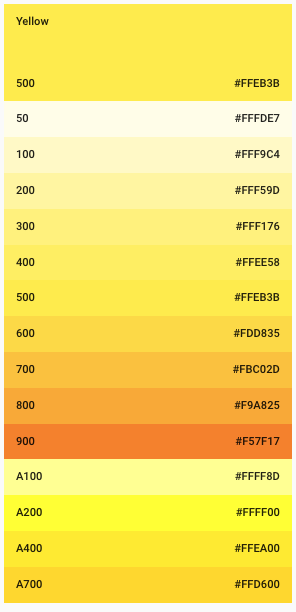 Yellow
500 #FFEB3B
50 #FFFDE7
100 #FFF9C4
200 #FFF59D
300 #FFF176
400 #FFEE58
500 #FFEB3B
600 #FDD835
700 #FBC02D
800 #F9A825
900 #F57F17
A100 #FFFF8D
A200 #FFFF00
A400 #FFEA00
A700 #FFD600